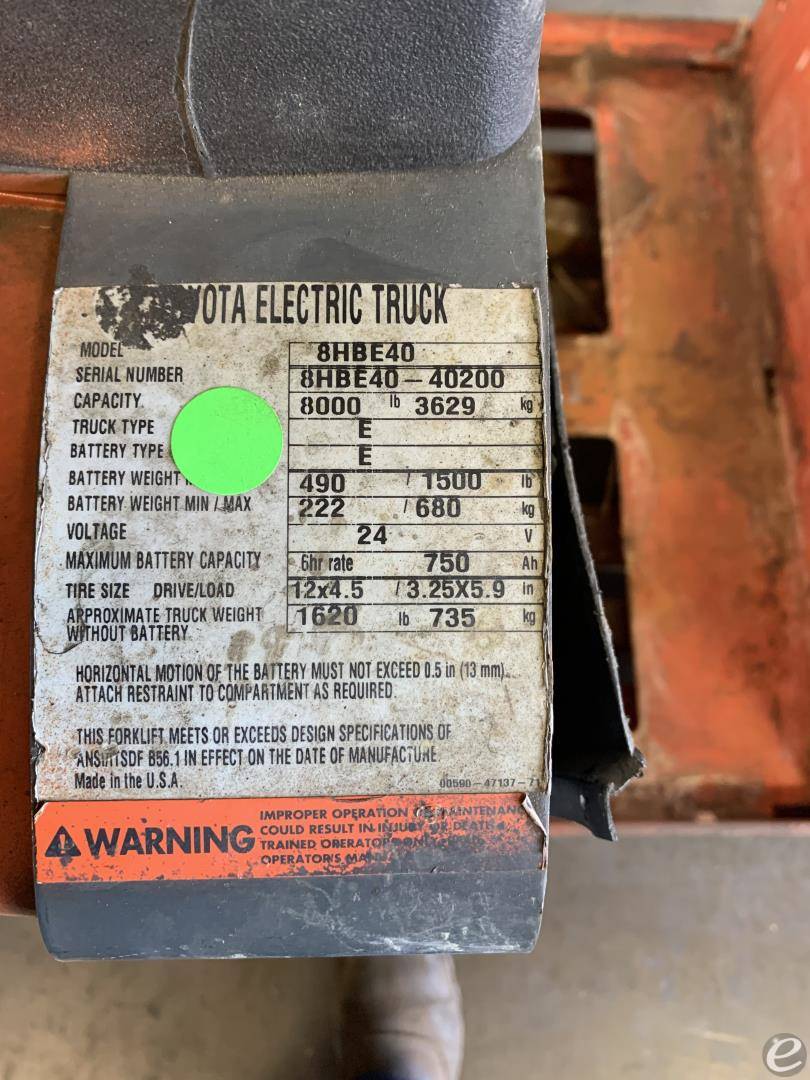 YOTA ELECTRIC TRUCK
MODEL 8HBE40
SERIAL NUMBER 8HBE40-40200
CAPACITY. 8000 lb 3629 kg
TRUCK TYPE E
BATTERY TYPE E
BATTERY WEIGHT 490 / 1500 lb
BATTERY WEIGHT MIN / MAX 222 / 680 kg
VOLTAGE 24 V
MAXIMUM BATTERY CAPACITY 6hr rate 750 Ah
TIRE SIZE DRIVE/LOAD 12x4.5 / 3.25X5.9 in
APPROXIMATE TRUCK WEIGHT 1620 lb 735 kg
WITHOUT BATTERY
HORIZONTAL MOTION OF THE BATTERY MUST NOT EXCEED 0.5 in (13 mm).
ATTACH RESTRAINT TO COMPARTMENT AS REQUIRED.
THIS FORKLIFT MEETS OR EXCEEDS DESIGN SPECIFICATIONS OF
B56.1 IN EFFECT ON THE DATE OF MANUFACTURE
Made in the U.S.A.
00590-47137-71
WARNING
IMPROPER OPERATION
COULD RESULT IN INJURY OR DEATH
TRAINED OPERATOR
OPERATOR'S
e